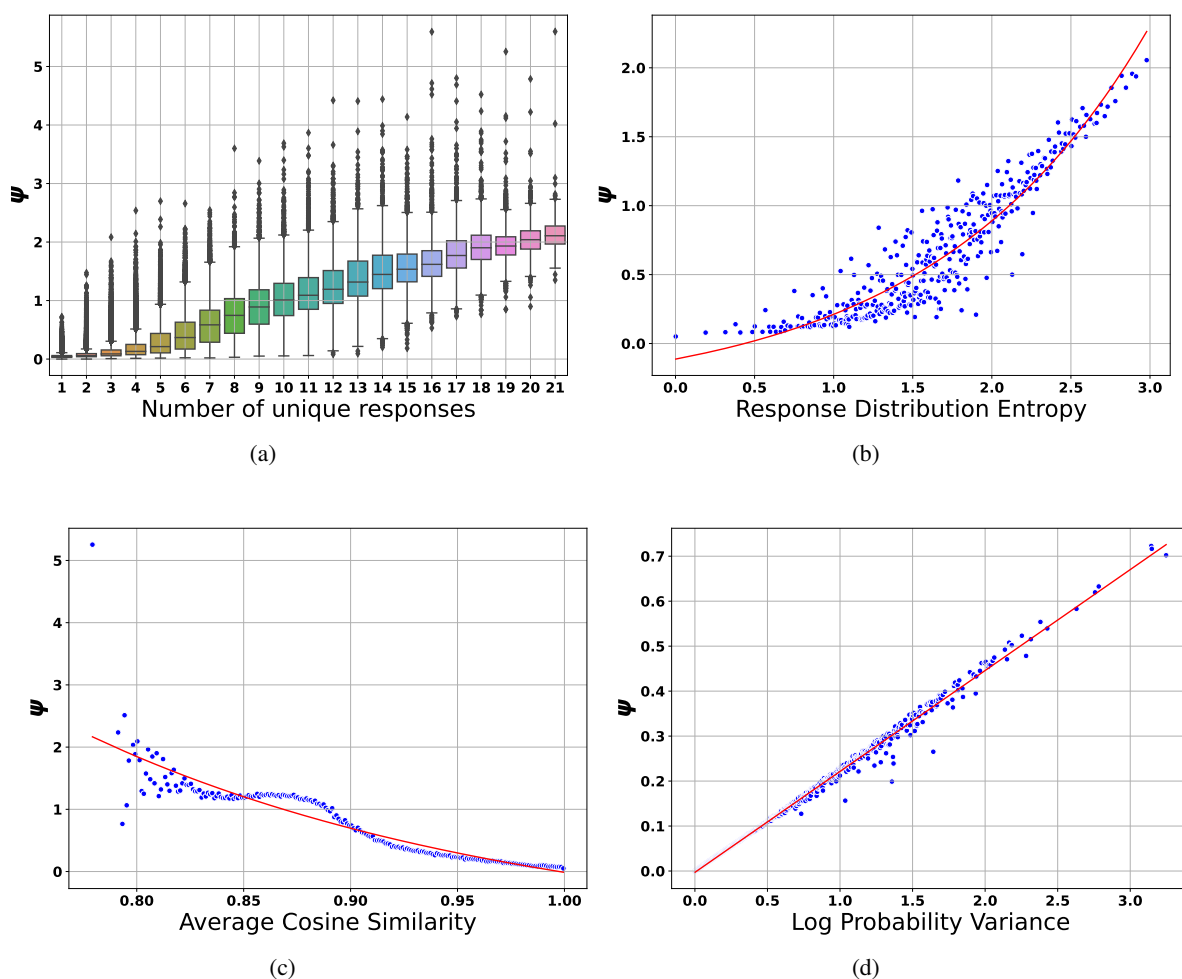 5
4
3
2
1
0
ψ
1 2 3 4 5 6 7 8 9 10 11 12 13 14 15 16 17 18 19 20 21
Number of unique responses
(a)
2.0
1.5
1.0
0.5
0.0
ψ
0.0 0.5 1.0 1.5 2.0 2.5 3.0
Response Distribution Entropy
(b)
5
4
3
2
1
0
ψ
0.80 0.85 0.90 0.95 1.00
Average Cosine Similarity
(c)
0.7
0.6
0.5
0.4
0.3
0.2
0.1
0.0
ψ
0.0 0.5 1.0 1.5 2.0 2.5 3.0
Log Probability Variance
(d)